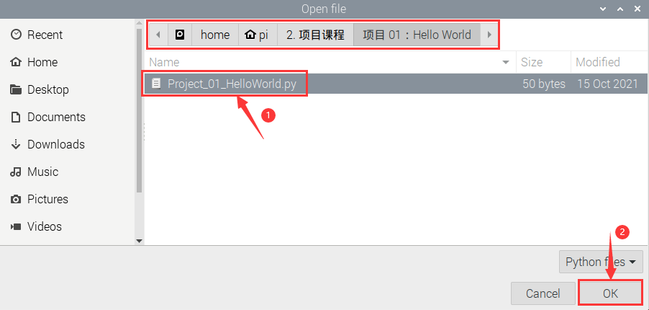 Open file
Recent
Home
Desktop
Documents
Downloads
Music
Pictures
Videos
home pi 2. 项目课程 项目 01：Hello World
Name Size Modified
Project_01_HelloWorld.py 50 bytes 15 Oct 2021
1
2
Python files
Cancel OK